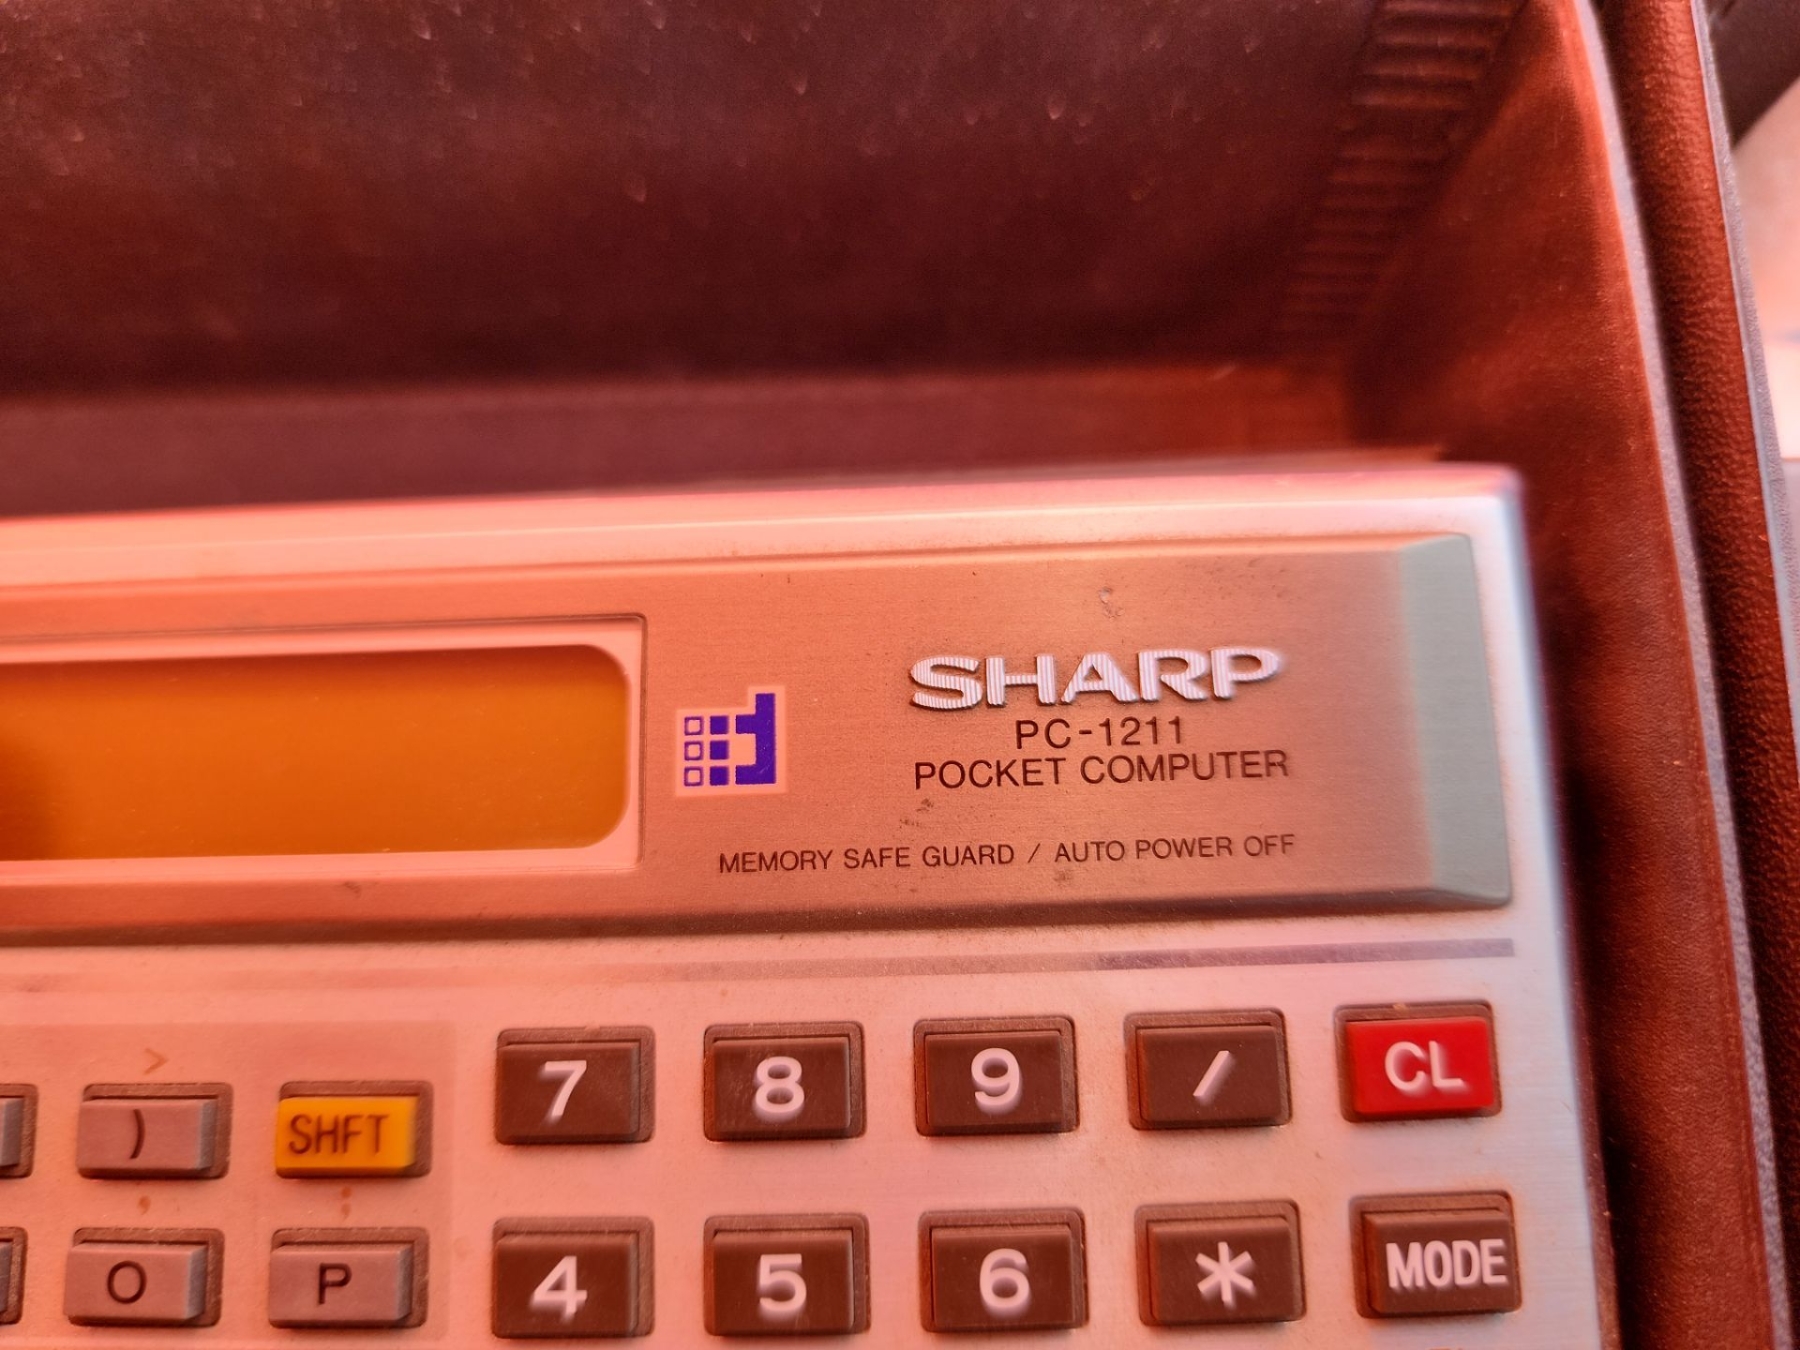 SHARP
PC-1211
POCKET COMPUTER
MEMORY SAFE GUARD / AUTO POWER OFF
>
7 8 9 / CL
) SHFT
, ;
4 5 6 * MODE
O P